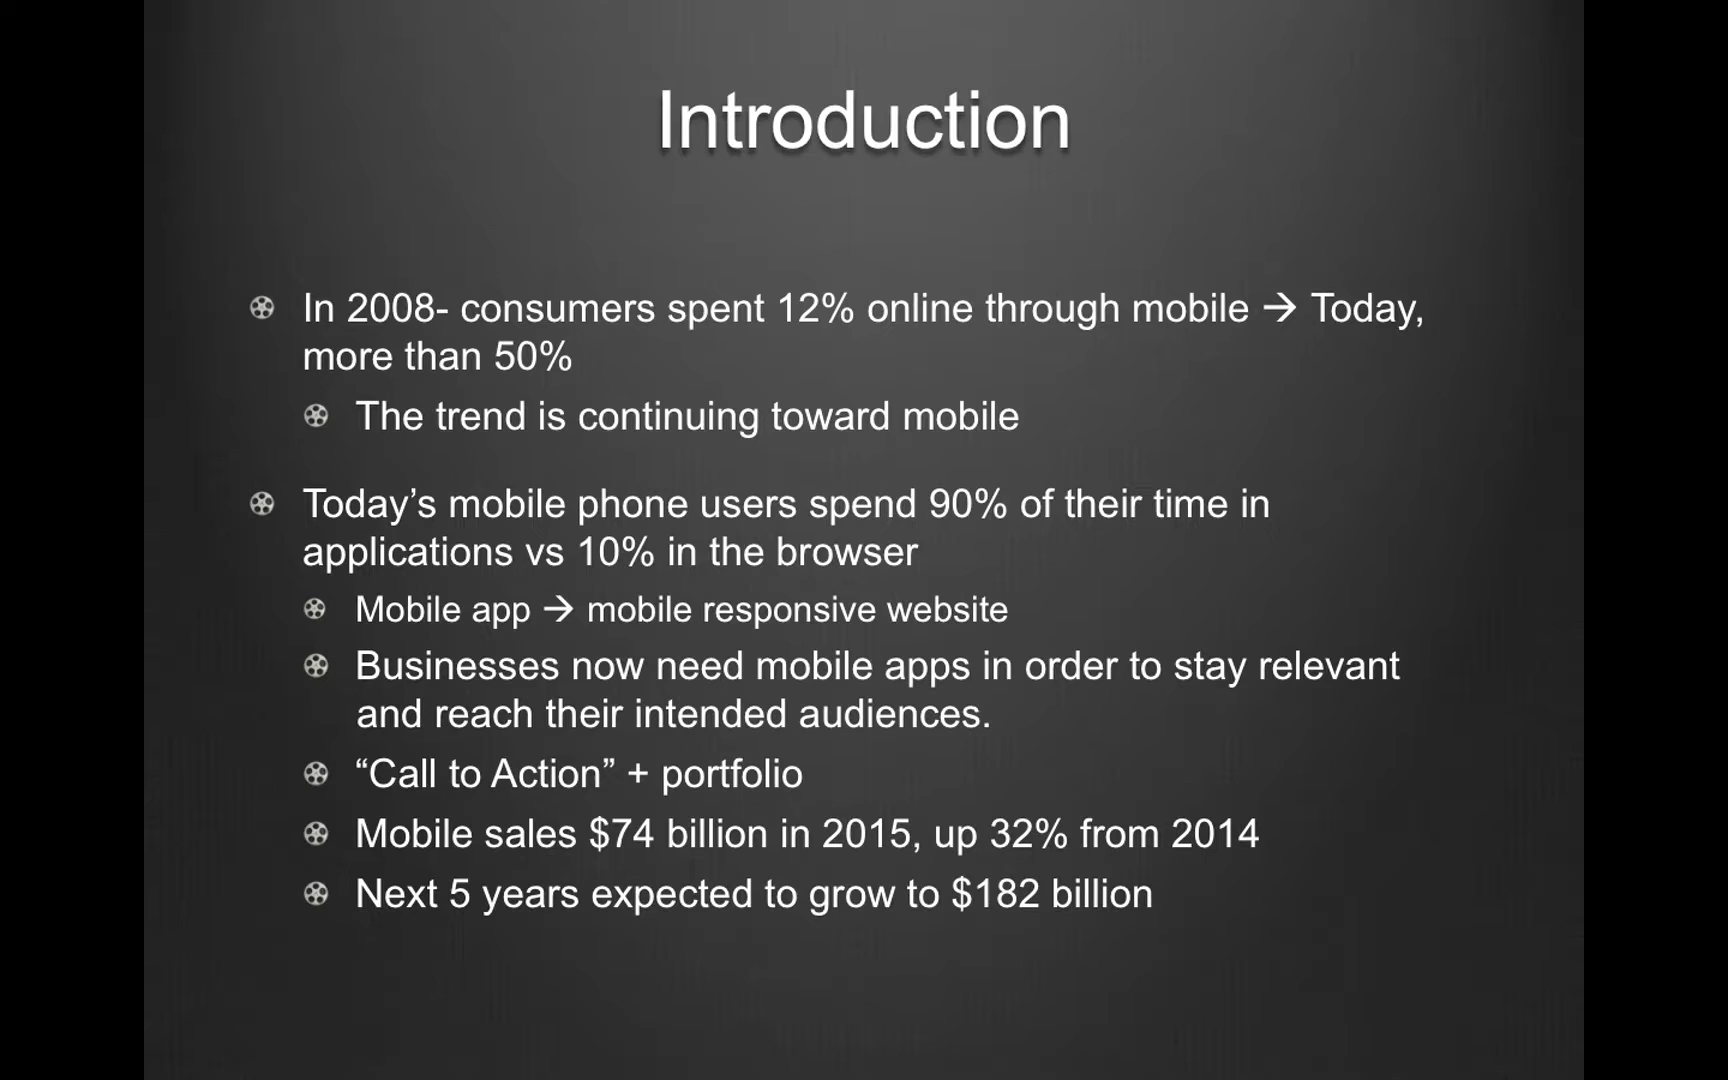 Introduction
In 2008- consumers spent 12% online through mobile → Today,
more than 50%
The trend is continuing toward mobile
Today’s mobile phone users spend 90% of their time in
applications vs 10% in the browser
Mobile app → mobile responsive website
Businesses now need mobile apps in order to stay relevant
and reach their intended audiences.
“Call to Action” + portfolio
Mobile sales $74 billion in 2015, up 32% from 2014
Next 5 years expected to grow to $182 billion